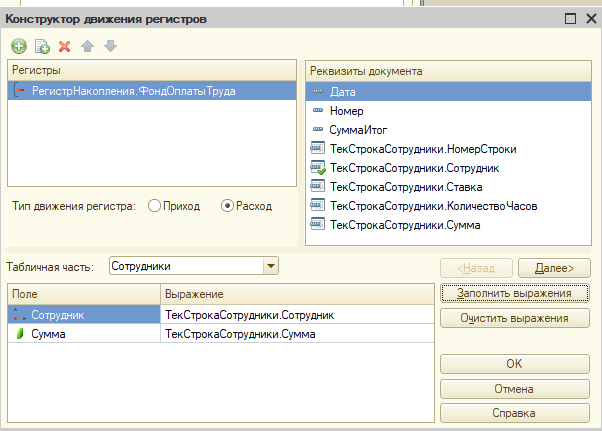 Конструктор движения регистров
Регистры
РегистрНакопления.ФондОплатыТруда
Тип движения регистра:
Приход
Расход
Реквизиты документа
Дата
Номер
СуммаИтог
ТекСтрокаСотрудники.НомерСтроки
ТекСтрокаСотрудники.Сотрудник
ТекСтрокаСотрудники.Ставка
ТекСтрокаСотрудники.КоличествоЧасов
ТекСтрокаСотрудники.Сумма
Табличная часть:
Сотрудники
<Назад
Далее>
Поле
Выражение
Сотрудник
ТекСтрокаСотрудники.Сотрудник
Сумма
ТекСтрокаСотрудники.Сумма
Заполнить выражения
Очистить выражения
OK
Отмена
Справка